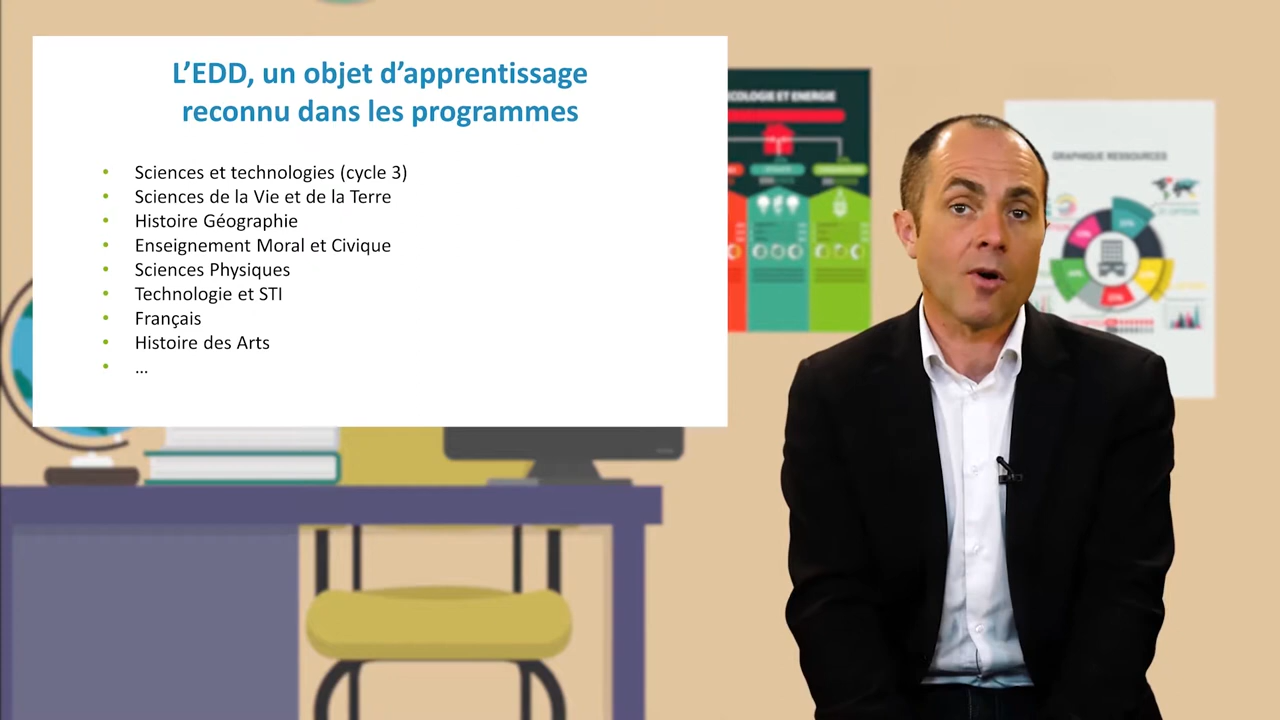 L'EDD, un objet d'apprentissage
reconnu dans les programmes
• Sciences et technologies (cycle 3)
• Sciences de la Vie et de la Terre
• Histoire Géographie
• Enseignement Moral et Civique
• Sciences Physiques
• Technologie et STI
• Français
• Histoire des Arts
• ...
ECOLOGIE ET ENERGIE
GRAPHIQUE RESSOURCES